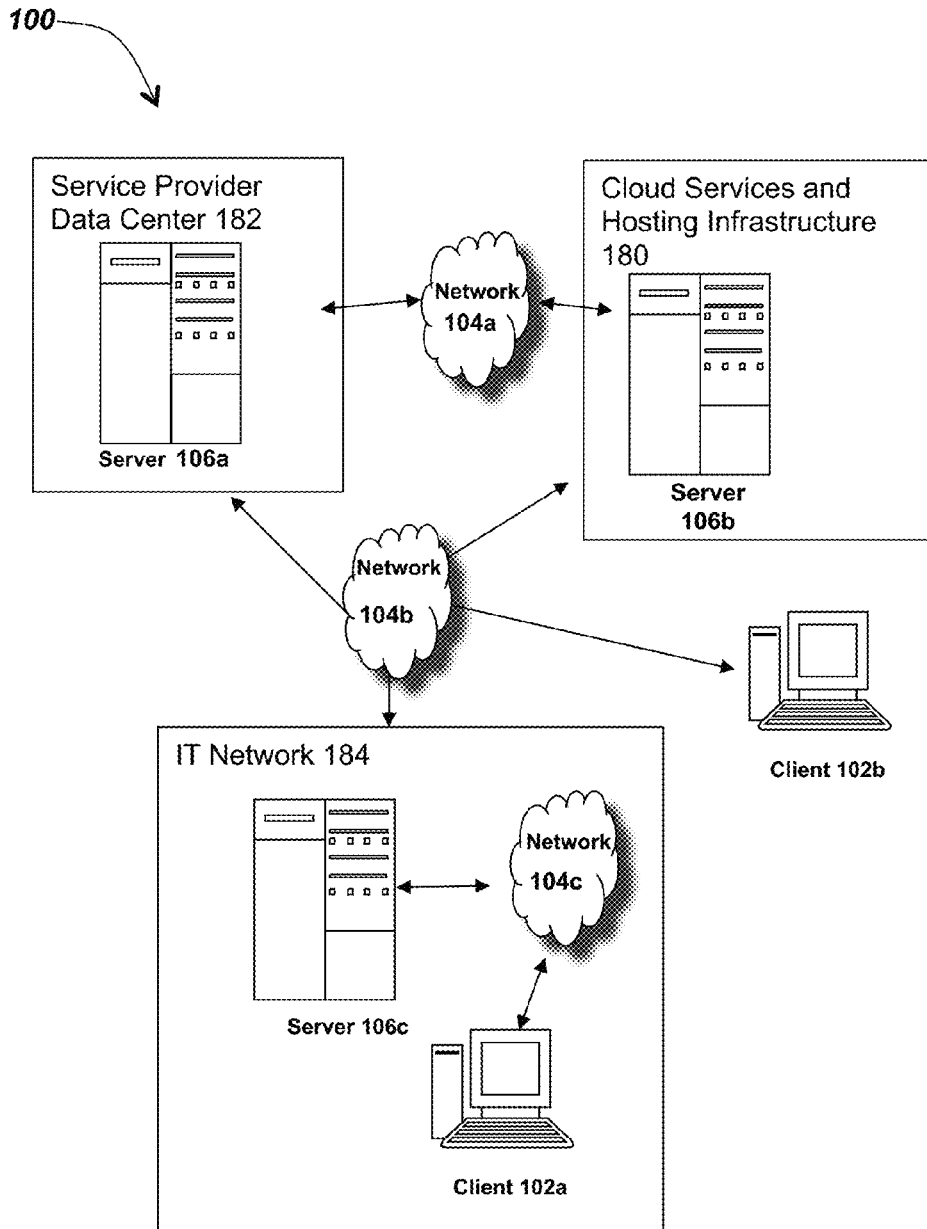 100
Service Provider
Data Center 182
Server 106a
Network
104a
Cloud Services and
Hosting Infrastructure
180
Server
106b
Network
104b
Client 102b
IT Network 184
Server 106c
Network
104c
Client 102a